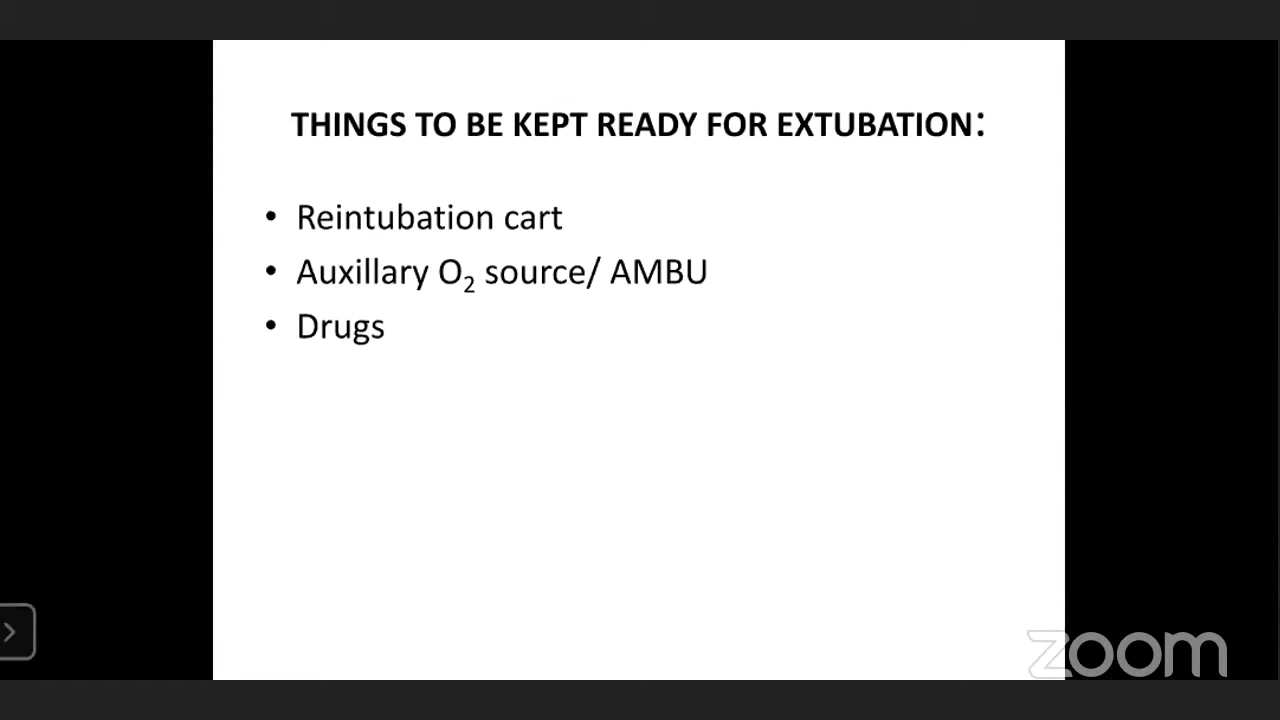 THINGS TO BE KEPT READY FOR EXTUBATION:
• Reintubation cart
• Auxillary O₂ source/ AMBU
• Drugs
zoom